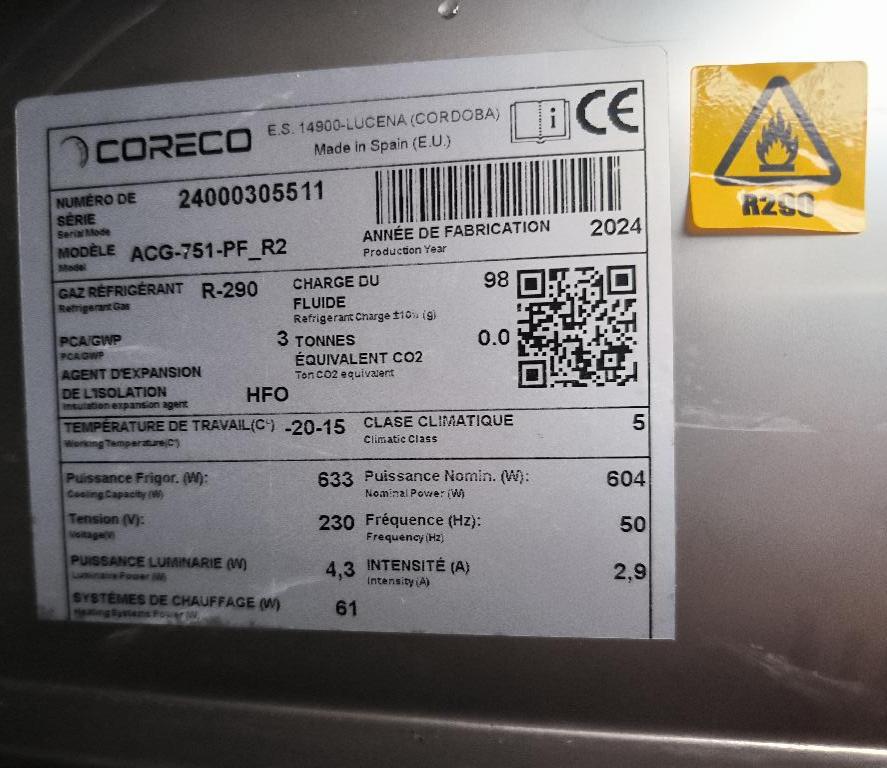 CORECO E.S. 14900-LUCENA (CORDOBA)
Made in Spain (E.U.)
i CE
NUMÉRO DE SÉRIE 24000305511
Serial Mode
MODÈLE ACG-751-PF_R2
Model
ANNÉE DE FABRICATION 2024
Production Year
GAZ RÉFRIGÉRANT R-290
Refrigerant Gas
CHARGE DU FLUIDE 98
Refrigerant Charge ±10% (g)
PCA/GWP 3
PCA/GWP
TONNES ÉQUIVALENT CO2 0.0
Ton CO2 equivalent
AGENT D'EXPANSION
DE L'ISOLATION HFO
Insulation expansion agent
TEMPÉRATURE DE TRAVAIL(Cº) -20-15
Working Temperature(Cº)
CLASE CLIMATIQUE 5
Climatic Class
Puissance Frigor. (W): 633
Cooling Capacity (W)
Puissance Nomin. (W): 604
Nominal Power (W)
Tension (V): 230
Voltage(V)
Fréquence (Hz): 50
Frequency (Hz)
PUISSANCE LUMINARIE (W) 4,3
Luminaire Power (W)
INTENSITÉ (A) 2,9
Intensity (A)
SYSTÈMES DE CHAUFFAGE (W) 61
Heating Systems Power (W)
R290